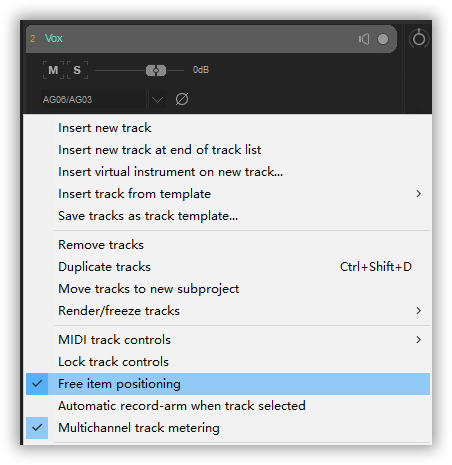 2 Vox
M S 0dB
AG06/AG03
Insert new track
Insert new track at end of track list
Insert virtual instrument on new track...
Insert track from template
Save tracks as track template...
Remove tracks
Duplicate tracks Ctrl+Shift+D
Move tracks to new subproject
Render/freeze tracks
MIDI track controls
Lock track controls
Free item positioning
Automatic record-arm when track selected
Multichannel track metering